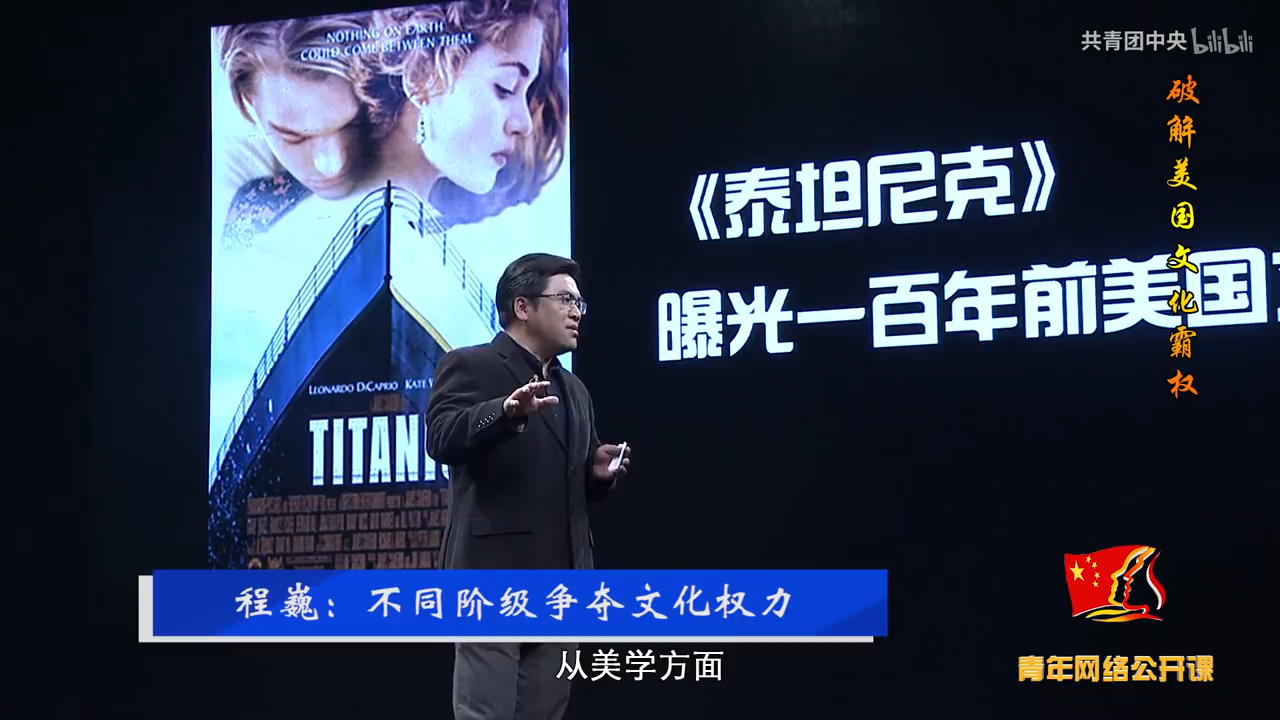 NOTHING ON EARTH
COULD COME BETWEEN THEM.
共青团中央 bilibili
破解美国文化霸权
《泰坦尼克》
曝光一百年前美国
LEONARDO DICAPRIO KATE
TITANIC
程巍：不同阶级争夺文化权力
从美学方面
青年网络公开课